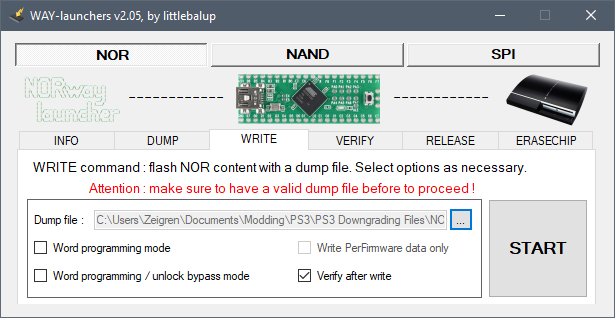 WAY-launchers v2.05, by littlebalup
NOR NAND SPI
NORway
launcher
INFO DUMP WRITE VERIFY RELEASE ERASECHIP
WRITE command : flash NOR content with a dump file. Select options as necessary.
Attention : make sure to have a valid dump file before to proceed !
Dump file : C:\Users\Zeigren\Documents\Modding\PS3\PS3 Downgrading Files\NO ...
Word programming mode Write PerFirmware data only
Word programming / unlock bypass mode Verify after write
START